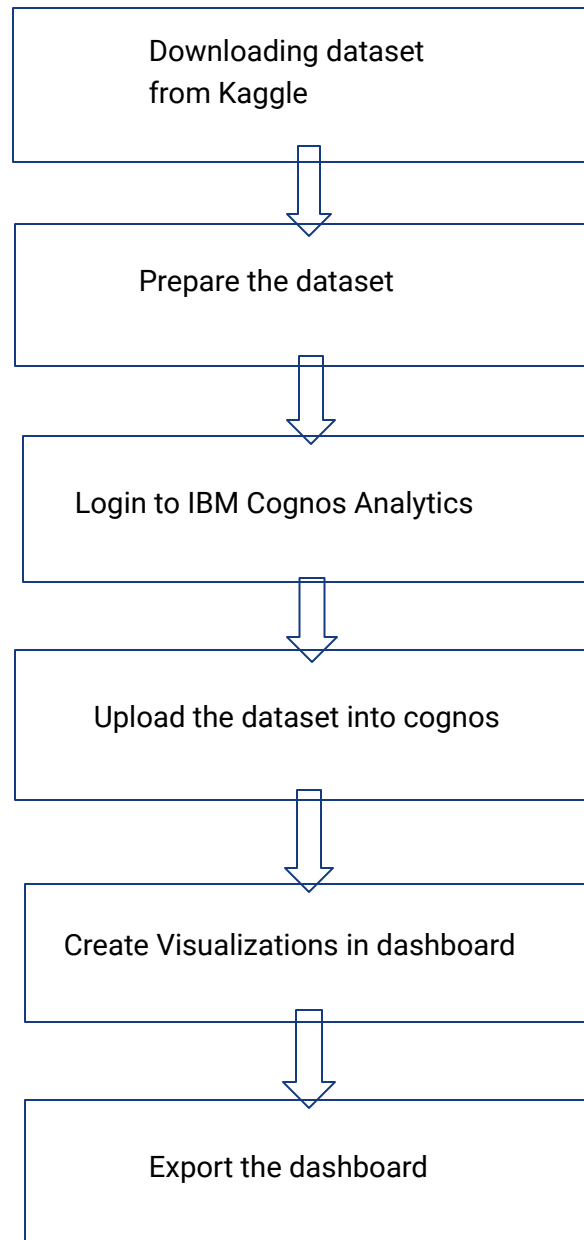 Downloading dataset
from Kaggle
Prepare the dataset
Login to IBM Cognos Analytics
Upload the dataset into cognos
Create Visualizations in dashboard
Export the dashboard